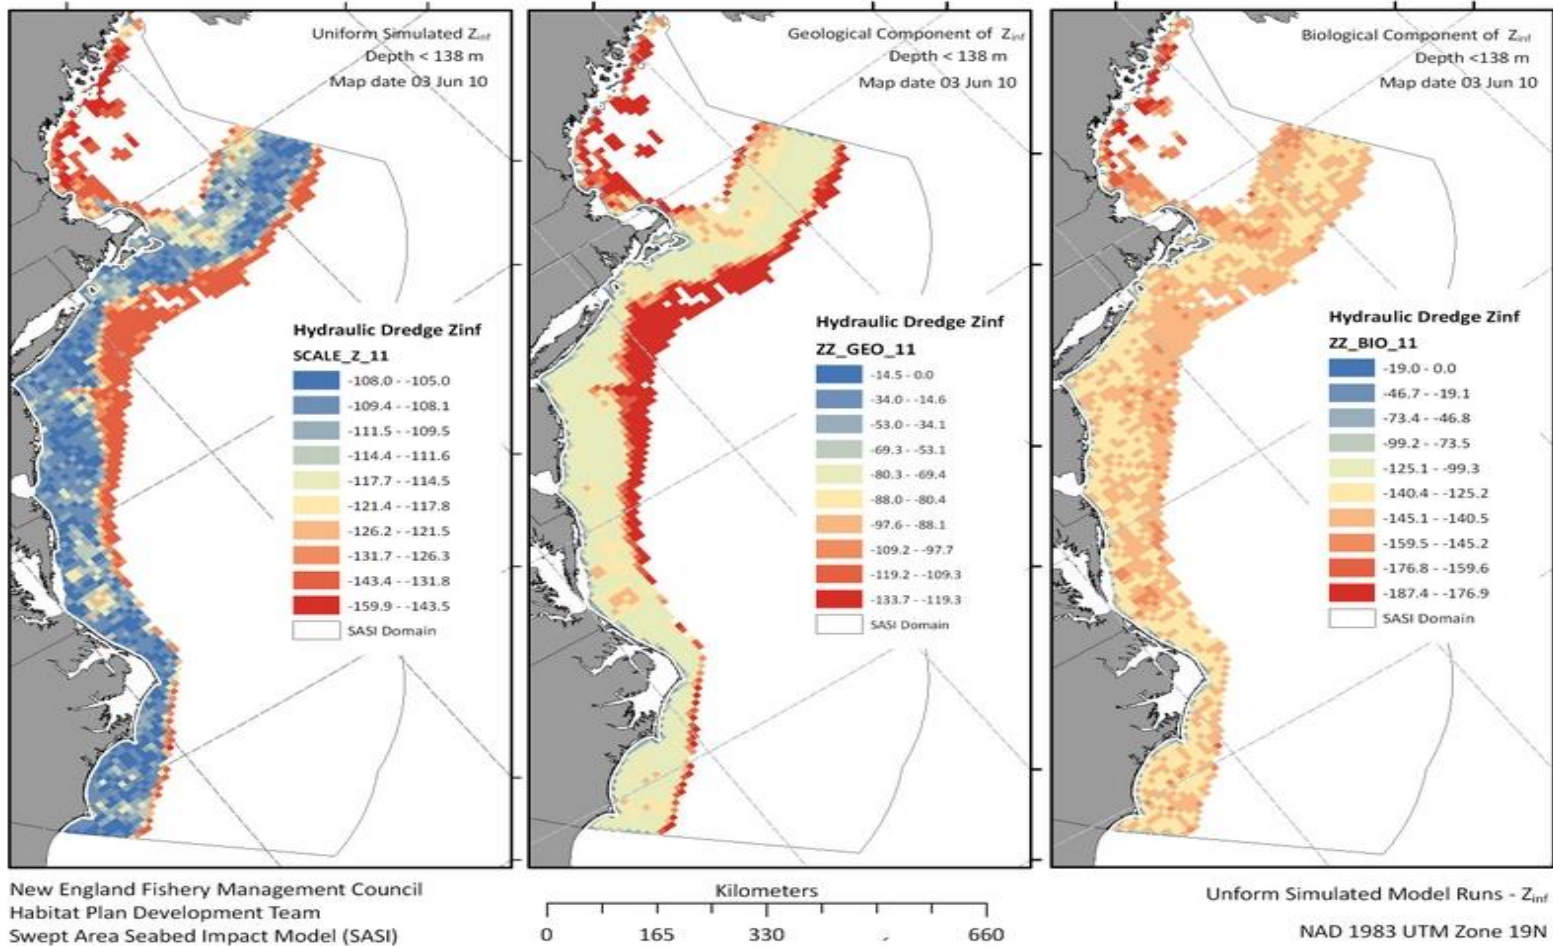 Uniform Simulated Zinf
Depth < 138 m
Map date 03 Jun 10
Hydraulic Dredge Zinf
SCALE_Z_11
-108.0 - -105.0
-109.4 - -108.1
-111.5 - -109.5
-114.4 - -111.6
-117.7 - -114.5
-121.4 - -117.8
-126.2 - -121.5
-131.7 - -126.3
-143.4 - -131.8
-159.9 - -143.5
SASI Domain
Geological Component of Zinf
Depth < 138 m
Map date 03 Jun 10
Hydraulic Dredge Zinf
ZZ_GEO_11
-14.5 - 0.0
-34.0 - -14.6
-53.0 - -34.1
-69.3 - -53.1
-80.3 - -69.4
-88.0 - -80.4
-97.6 - -88.1
-109.2 - -97.7
-119.2 - -109.3
-133.7 - -119.3
SASI Domain
Biological Component of Zinf
Depth <138 m
Map date 03 Jun 10
Hydraulic Dredge Zinf
ZZ_BIO_11
-19.0 - 0.0
-46.7 - -19.1
-73.4 - -46.8
-99.2 - -73.5
-125.1 - -99.3
-140.4 - -125.2
-145.1 - -140.5
-159.5 - -145.2
-176.8 - -159.6
-187.4 - -176.9
SASI Domain
New England Fishery Management Council
Habitat Plan Development Team
Swept Area Seabed Impact Model (SASI)
Kilometers
0 165 330 660
Unform Simulated Model Runs - Zinf
NAD 1983 UTM Zone 19N